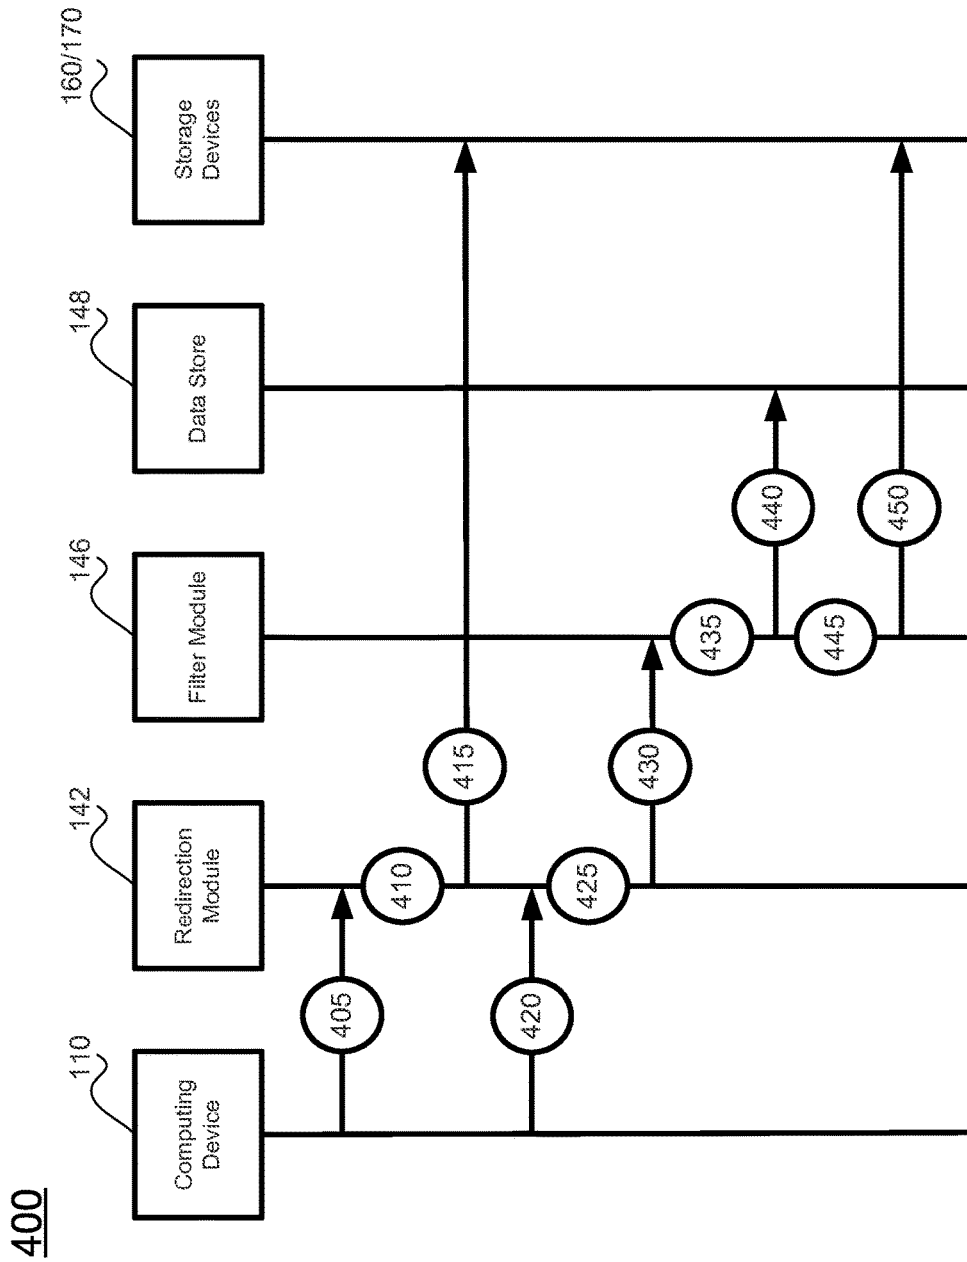 400
110
142
146
148
160/170
Computing
Device
Redirection
Module
Filter Module
Data Store
Storage
Devices
405
410
415
420
425
430
435
440
445
450